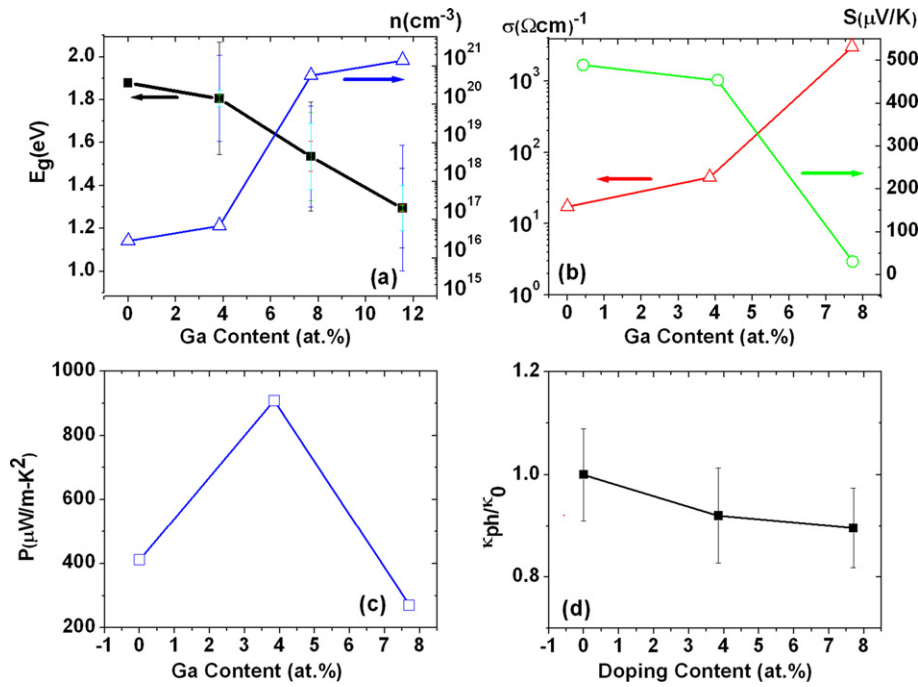 n(cm⁻³)
2.0
1.8
1.6
1.4
1.2
1.0
E_g(eV)
10²¹
10²⁰
10¹⁹
10¹⁸
10¹⁷
10¹⁶
10¹⁵
(a)
0 2 4 6 8 10 12
Ga Content (at.%)
σ(Ωcm)⁻¹ S(μV/K)
10³
10²
10¹
10⁰
500
400
300
200
100
0
(b)
0 1 2 3 4 5 6 7 8
Ga Content (at.%)
1000
800
600
400
200
P(μW/m-K²)
(c)
-1 0 1 2 3 4 5 6 7 8
Ga Content (at.%)
1.2
1.0
0.8
κph/κ0
(d)
-1 0 1 2 3 4 5 6 7 8
Doping Content (at.%)